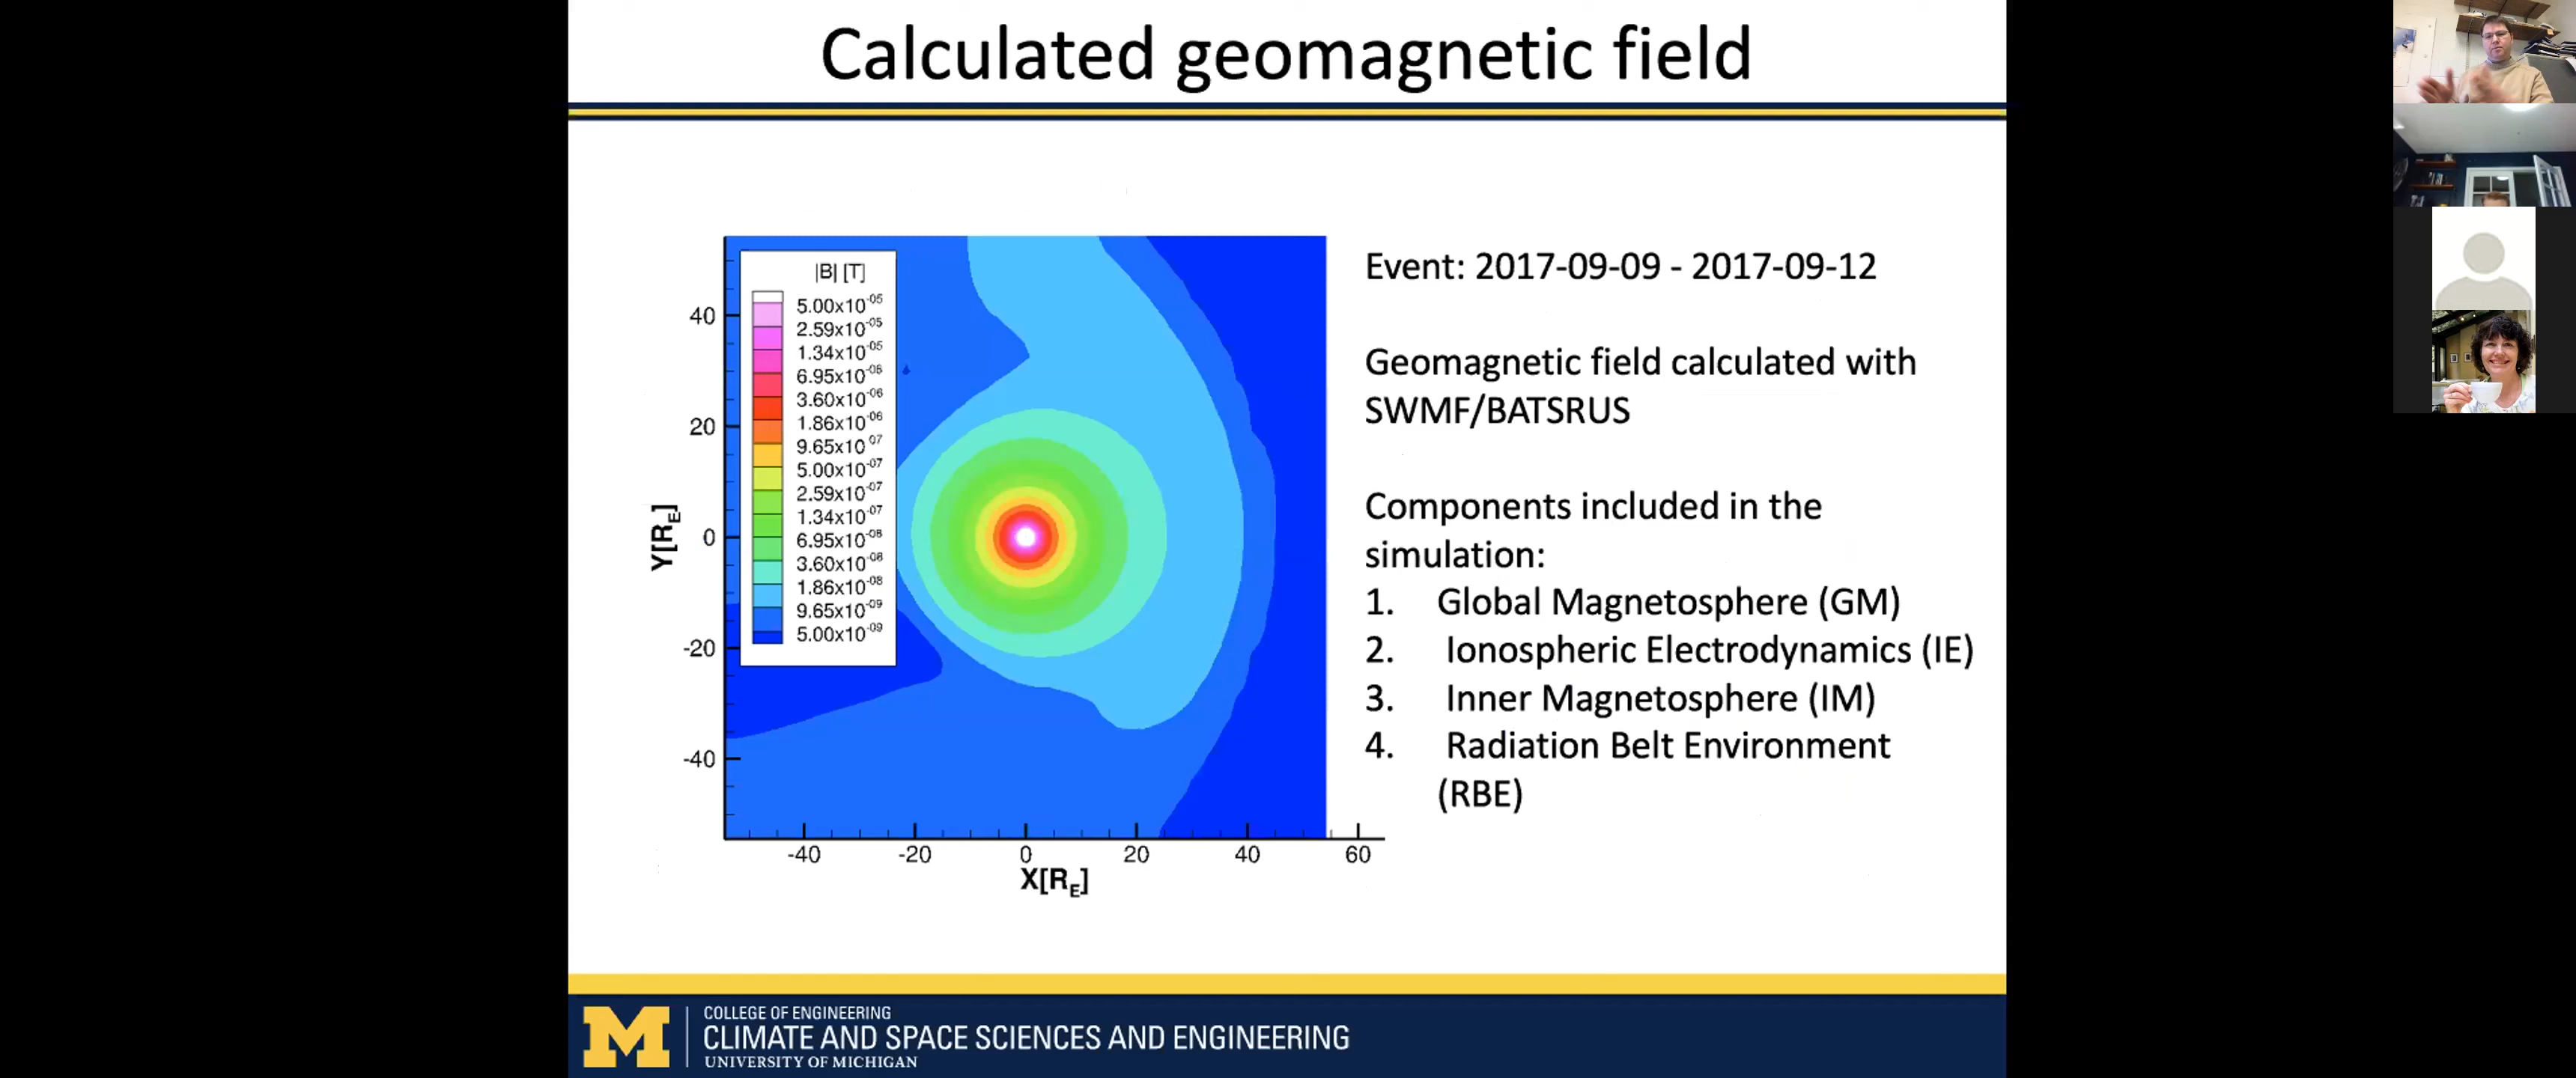 Calculated geomagnetic field
|B| [T]
5.00x10⁻⁰⁵
2.59x10⁻⁰⁵
1.34x10⁻⁰⁵
6.95x10⁻⁰⁶
3.60x10⁻⁰⁶
1.86x10⁻⁰⁶
9.65x10⁻⁰⁷
5.00x10⁻⁰⁷
2.59x10⁻⁰⁷
1.34x10⁻⁰⁷
6.95x10⁻⁰⁸
3.60x10⁻⁰⁸
1.86x10⁻⁰⁸
9.65x10⁻⁰⁹
5.00x10⁻⁰⁹
40
20
0
-20
-40
Y[R_E]
-40 -20 0 20 40 60
X[R_E]
Event: 2017-09-09 - 2017-09-12
Geomagnetic field calculated with
SWMF/BATSRUS
Components included in the
simulation:
1. Global Magnetosphere (GM)
2. Ionospheric Electrodynamics (IE)
3. Inner Magnetosphere (IM)
4. Radiation Belt Environment
(RBE)
M
COLLEGE OF ENGINEERING
CLIMATE AND SPACE SCIENCES AND ENGINEERING
UNIVERSITY OF MICHIGAN